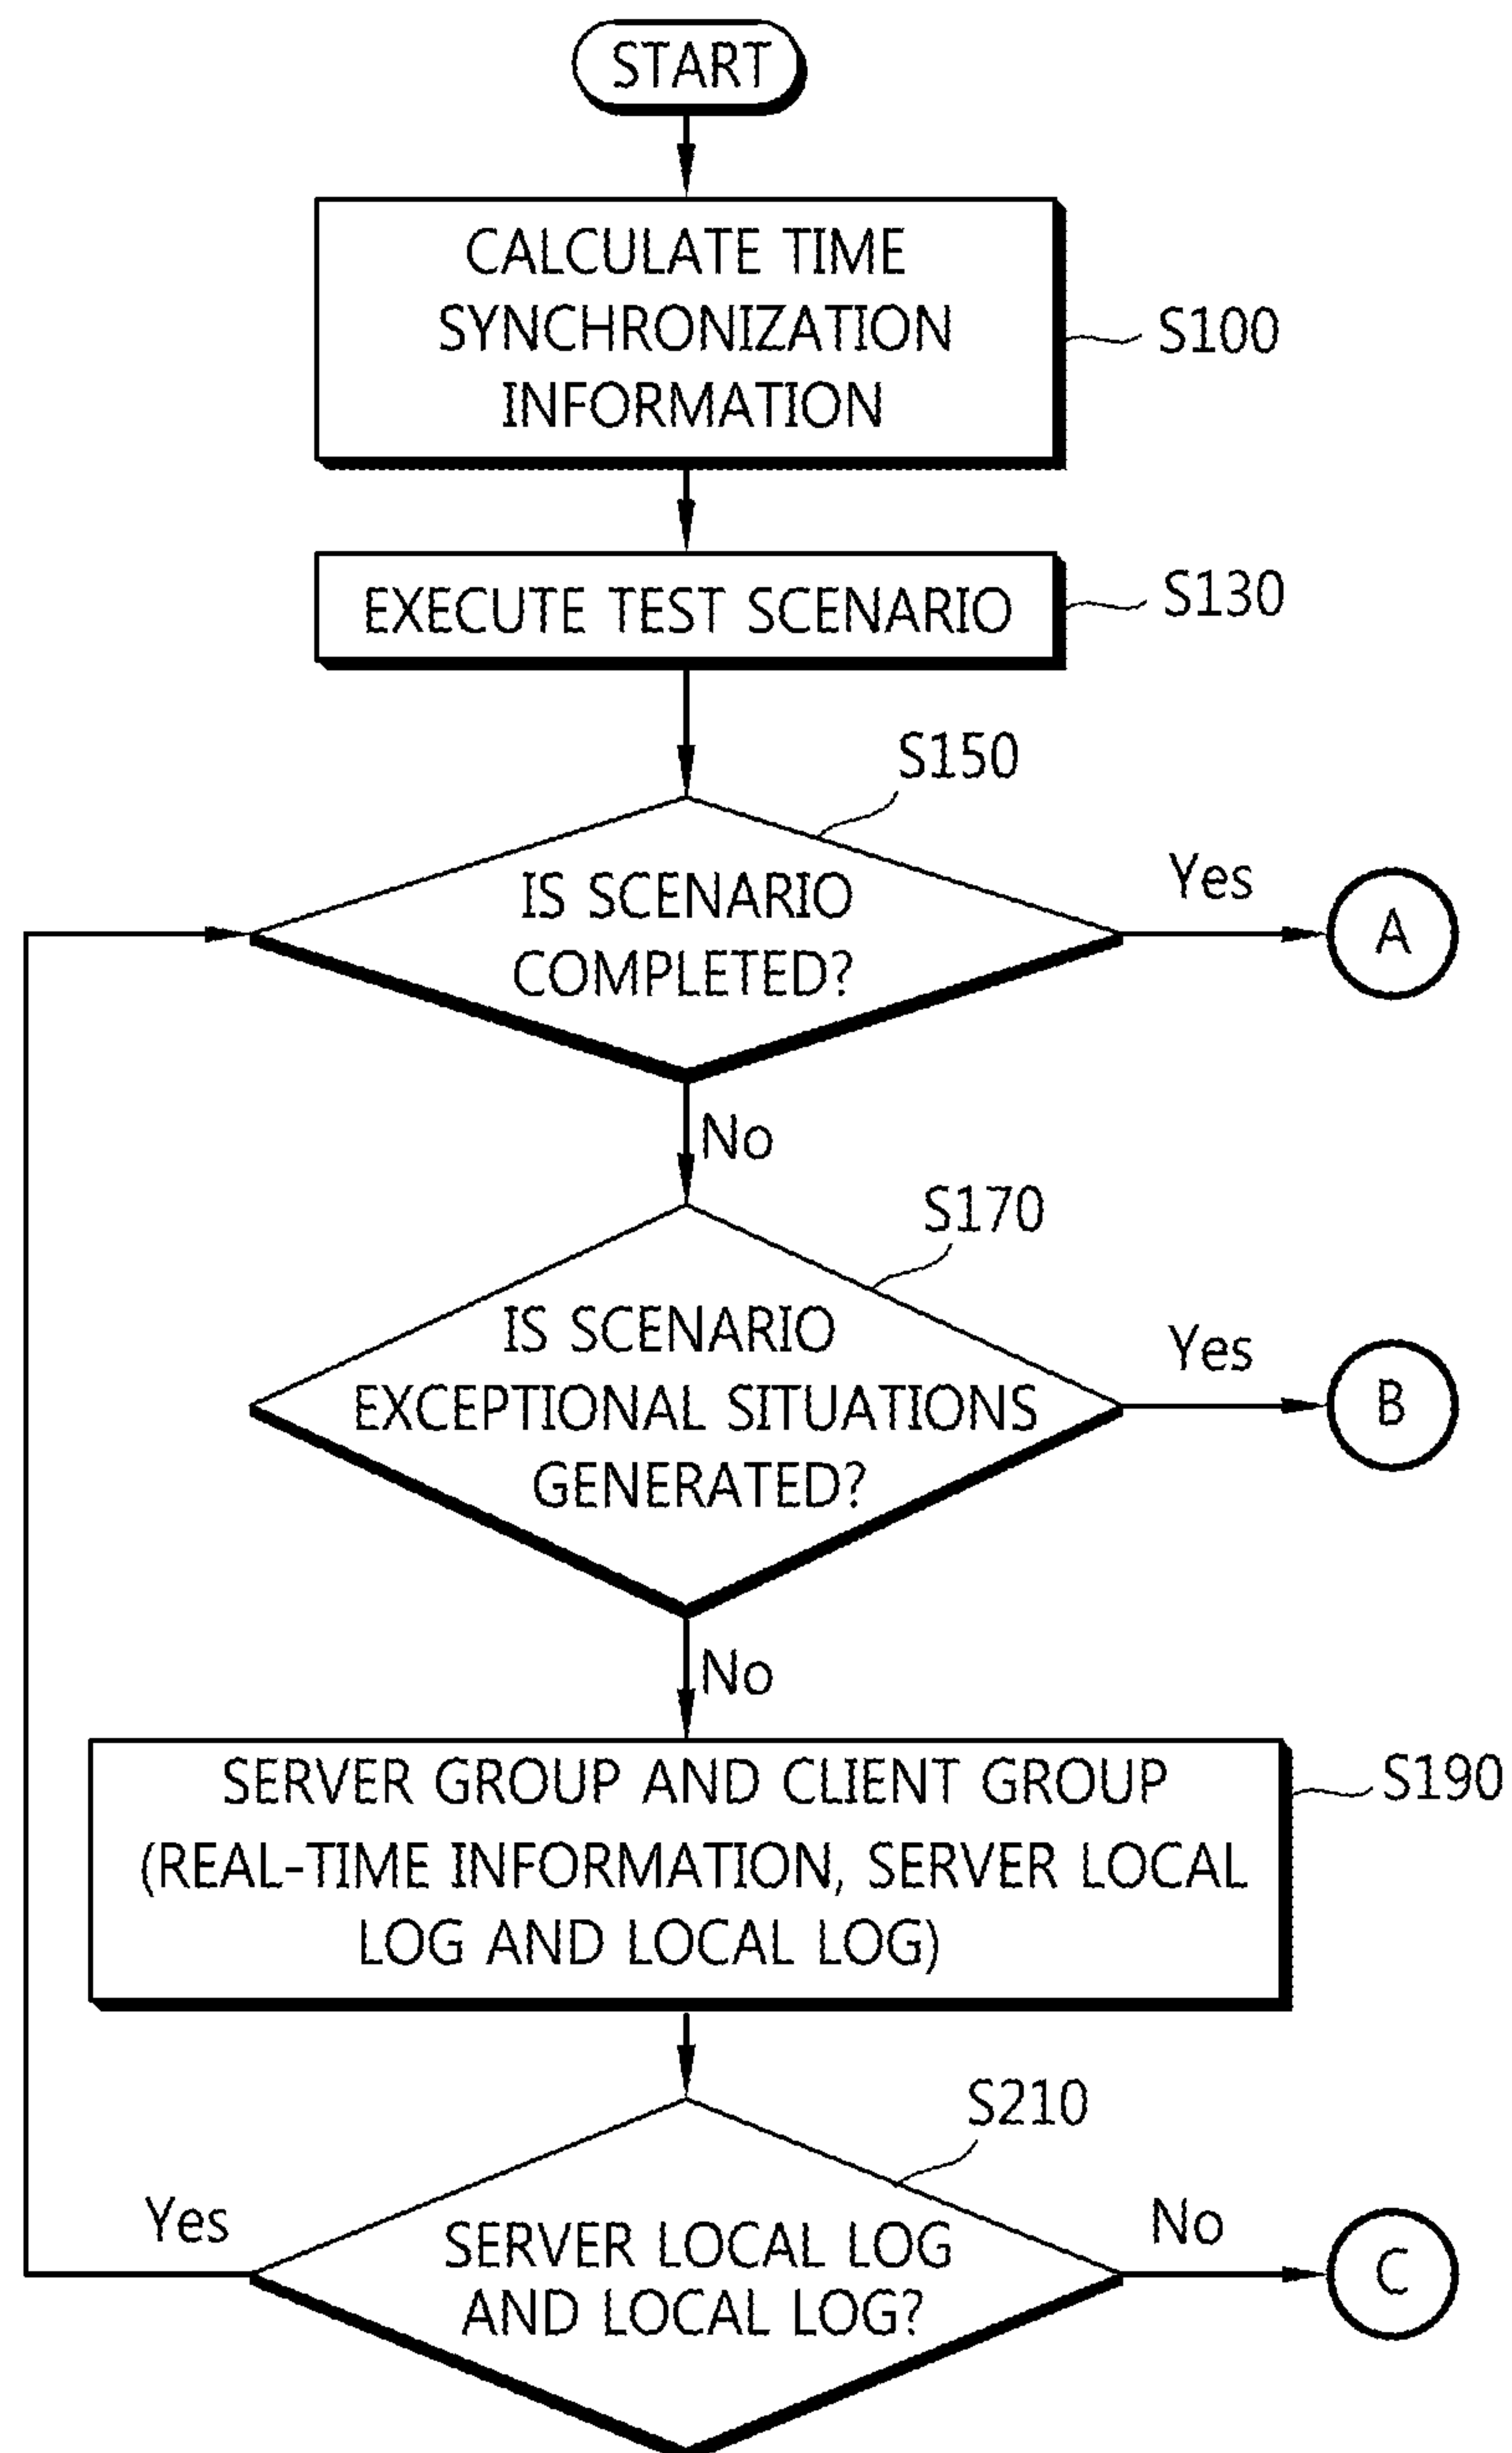 START
CALCULATE TIME
SYNCHRONIZATION
INFORMATION
S100
EXECUTE TEST SCENARIO
S130
S150
IS SCENARIO
COMPLETED?
Yes
A
No
S170
IS SCENARIO
EXCEPTIONAL SITUATIONS
GENERATED?
Yes
B
No
SERVER GROUP AND CLIENT GROUP
(REAL-TIME INFORMATION, SERVER LOCAL
LOG AND LOCAL LOG)
S190
S210
Yes
SERVER LOCAL LOG
AND LOCAL LOG?
No
C